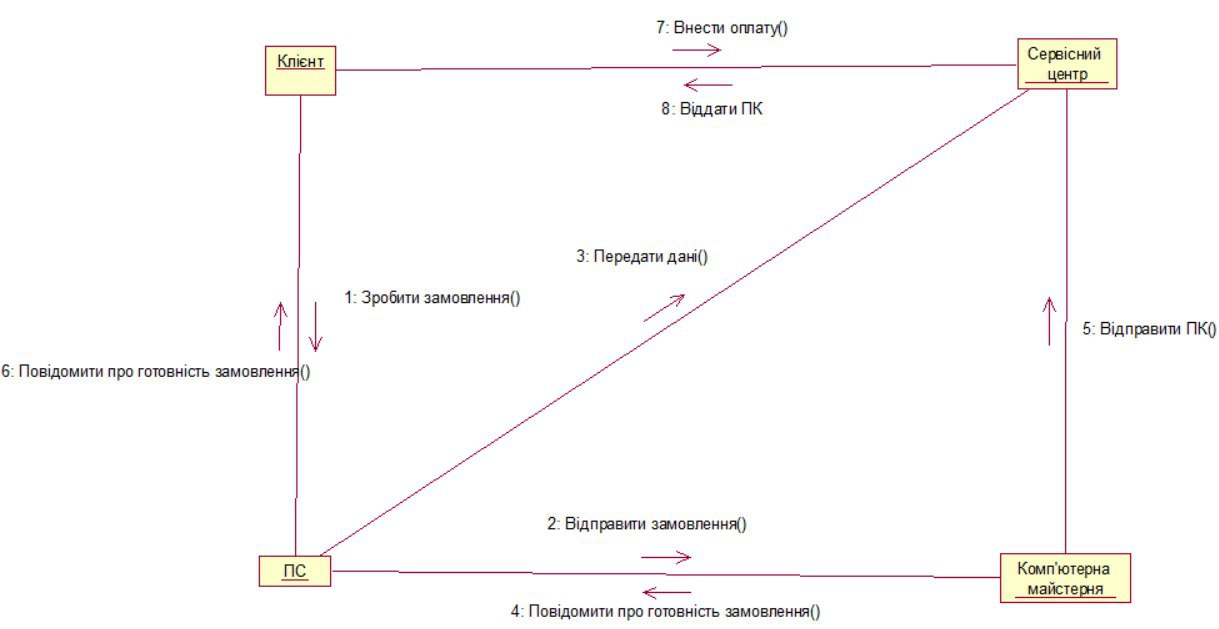 7: Внести оплату()
Клієнт
Сервісний
центр
8: Віддати ПК
3: Передати дані()
1: Зробити замовлення()
5: Відправити ПК()
6: Повідомити про готовність замовлення()
2: Відправити замовлення()
ПС
Комп'ютерна
майстерня
4: Повідомити про готовність замовлення()